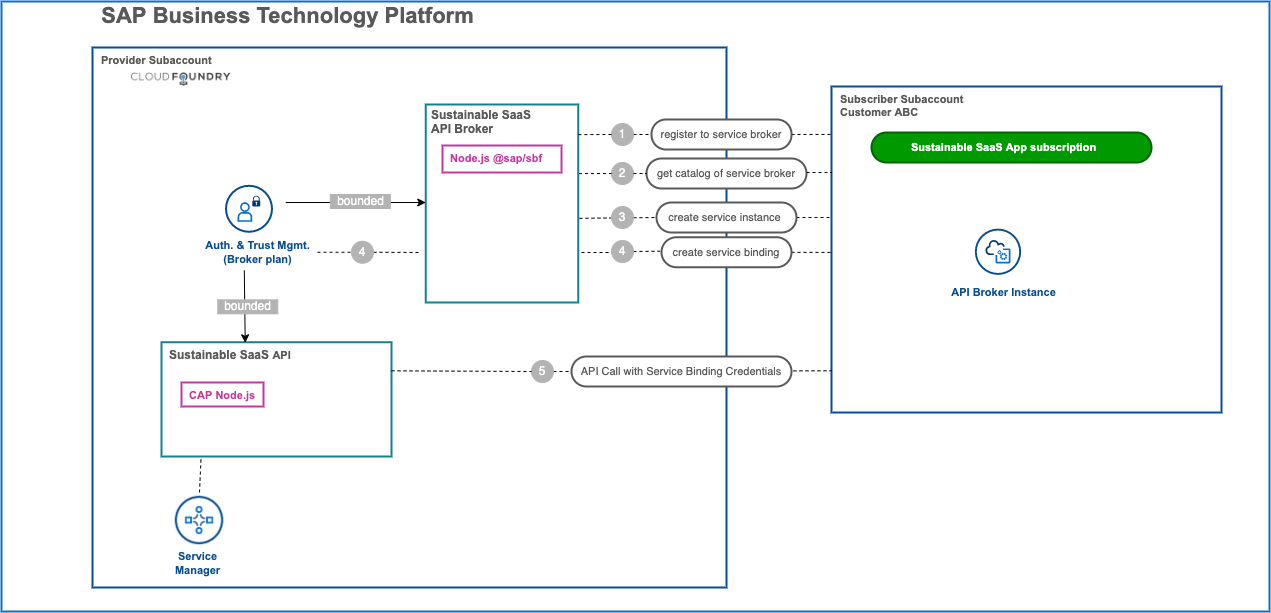 SAP Business Technology Platform
Provider Subaccount
CLOUD FOUNDRY
Sustainable SaaS
API Broker
Node.js @sap/sbf
bounded
Auth. & Trust Mgmt.
(Broker plan)
4
bounded
Sustainable SaaS API
CAP Node.js
Service
Manager
1
register to service broker
2
get catalog of service broker
3
create service instance
4
create service binding
5
API Call with Service Binding Credentials
Subscriber Subaccount
Customer ABC
Sustainable SaaS App subscription
API Broker Instance